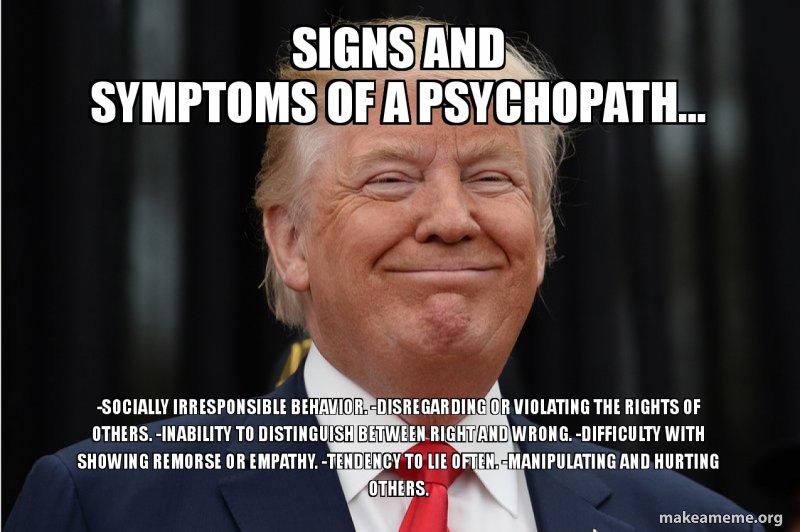 SIGNS AND
SYMPTOMS OF A PSYCHOPATH...
-SOCIALLY IRRESPONSIBLE BEHAVIOR. -DISREGARDING OR VIOLATING THE RIGHTS OF
OTHERS. -INABILITY TO DISTINGUISH BETWEEN RIGHT AND WRONG. -DIFFICULTY WITH
SHOWING REMORSE OR EMPATHY. -TENDENCY TO LIE OFTEN. -MANIPULATING AND HURTING
OTHERS.
makeameme.org